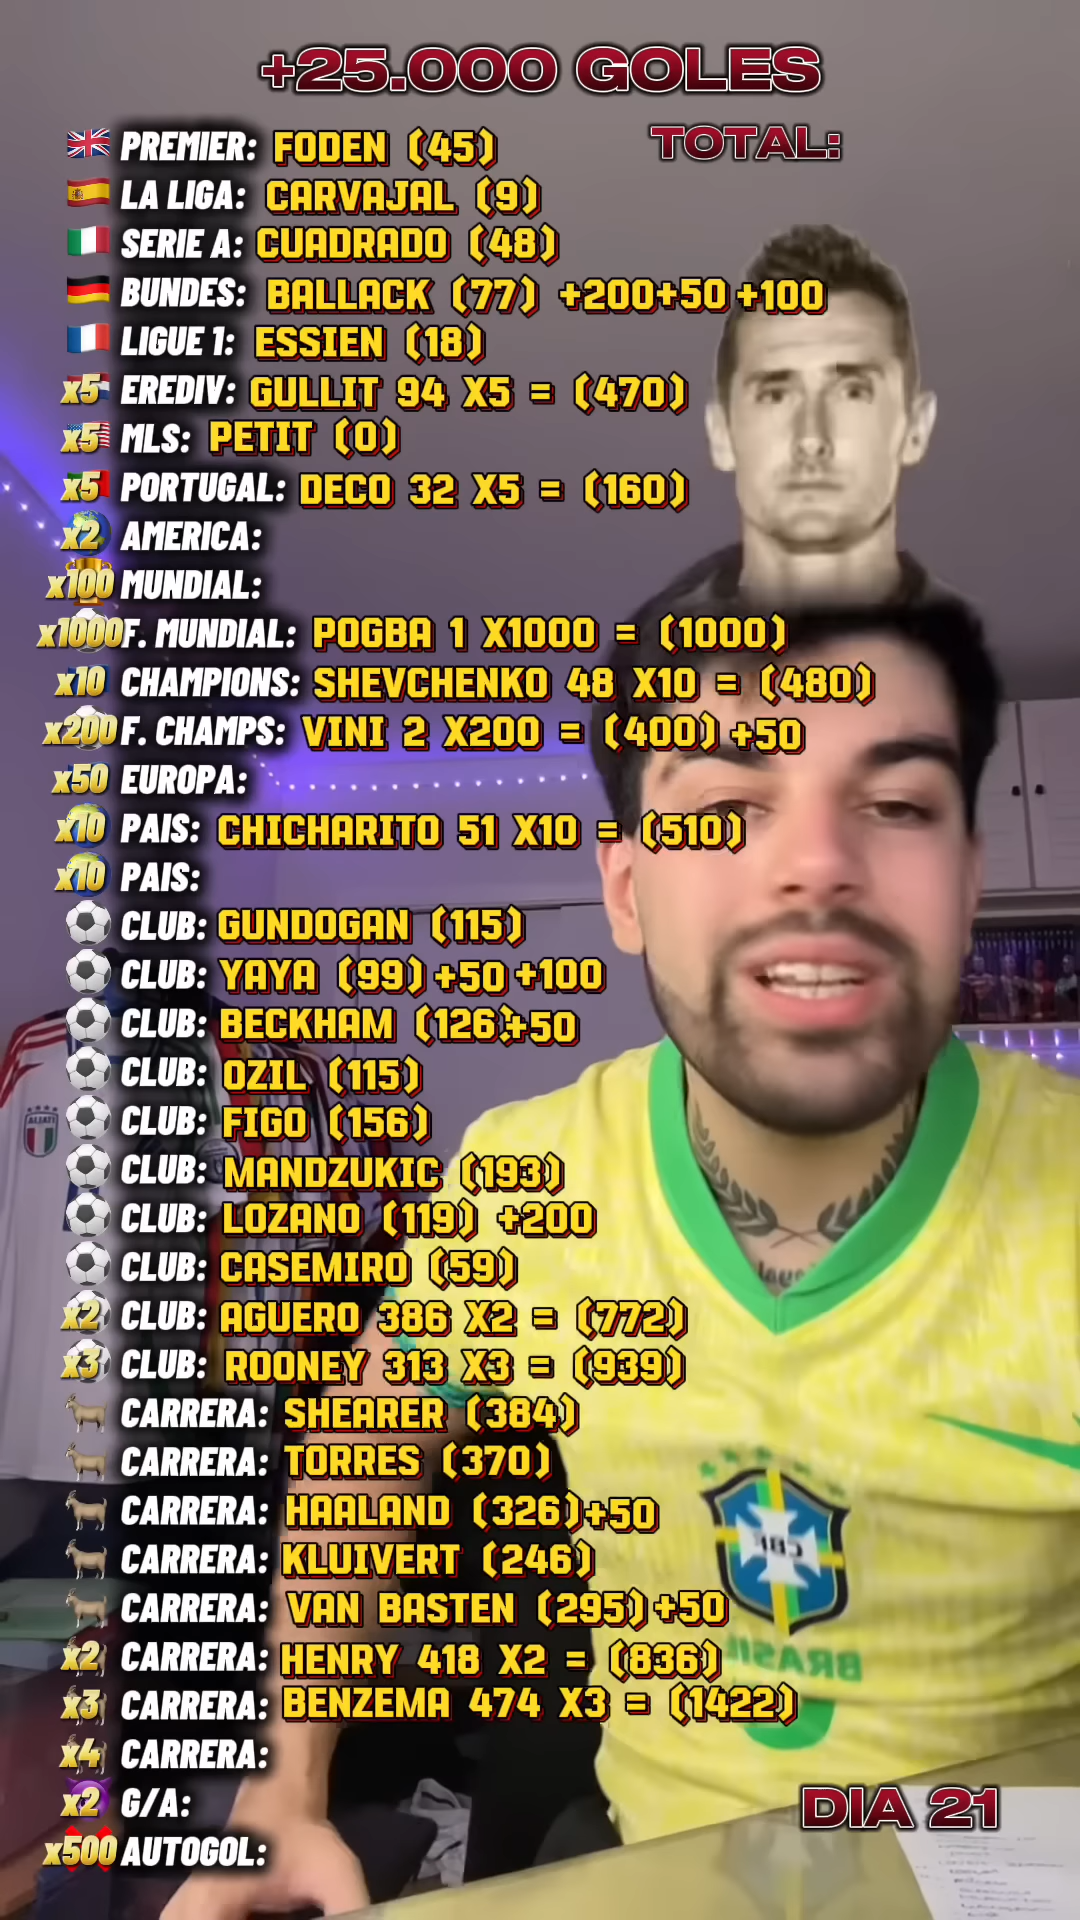 +25.000 GOLES
TOTAL:
PREMIER: FODEN (45)
LA LIGA: CARVAJAL (9)
SERIE A: CUADRADO (48)
BUNDES: BALLACK (77) +200+50+100
LIGUE 1: ESSIEN (18)
x5 EREDIV: GULLIT 94 X5 = (470)
x5 MLS: PETIT (0)
x5 PORTUGAL: DECO 32 X5 = (160)
x2 AMERICA:
x100 MUNDIAL:
x1000 F. MUNDIAL: POGBA 1 X1000 = (1000)
x10 CHAMPIONS: SHEVCHENKO 48 X10 = (480)
x200 F. CHAMPS: VINI 2 X200 = (400) +50
x50 EUROPA:
x10 PAIS: CHICHARITO 51 X10 = (510)
x10 PAIS:
CLUB: GUNDOGAN (115)
CLUB: YAYA (99) +50 +100
CLUB: BECKHAM (126)+50
CLUB: OZIL (115)
CLUB: FIGO (156)
CLUB: MANDZUKIC (193)
CLUB: LOZANO (119) +200
CLUB: CASEMIRO (59)
x2 CLUB: AGUERO 386 X2 = (772)
x3 CLUB: ROONEY 313 X3 = (939)
CARRERA: SHEARER (384)
CARRERA: TORRES (370)
CARRERA: HAALAND (326)+50
CARRERA: KLUIVERT (246)
CARRERA: VAN BASTEN (295)+50
x2 CARRERA: HENRY 418 X2 = (836)
x3 CARRERA: BENZEMA 474 X3 = (1422)
x4 CARRERA:
x2 G/A:
x500 AUTOGOL:
DIA 21
CBF
BRASIL